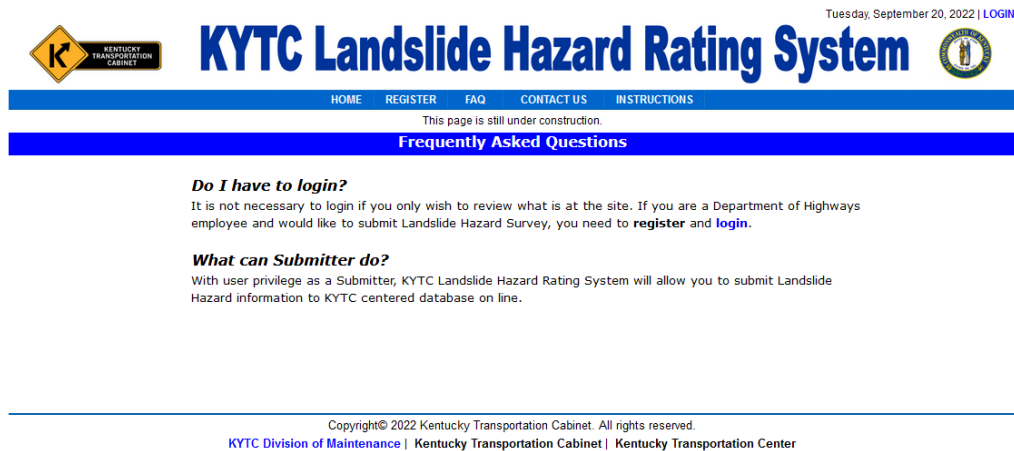 Tuesday, September 20, 2022 | LOGIN
KENTUCKY
TRANSPORTATION
CABINET
KYTC Landslide Hazard Rating System
HOME REGISTER FAQ CONTACT US INSTRUCTIONS
This page is still under construction.
Frequently Asked Questions
Do I have to login?
It is not necessary to login if you only wish to review what is at the site. If you are a Department of Highways
employee and would like to submit Landslide Hazard Survey, you need to register and login.
What can Submitter do?
With user privilege as a Submitter, KYTC Landslide Hazard Rating System will allow you to submit Landslide
Hazard information to KYTC centered database on line.
Copyright© 2022 Kentucky Transportation Cabinet. All rights reserved.
KYTC Division of Maintenance | Kentucky Transportation Cabinet | Kentucky Transportation Center